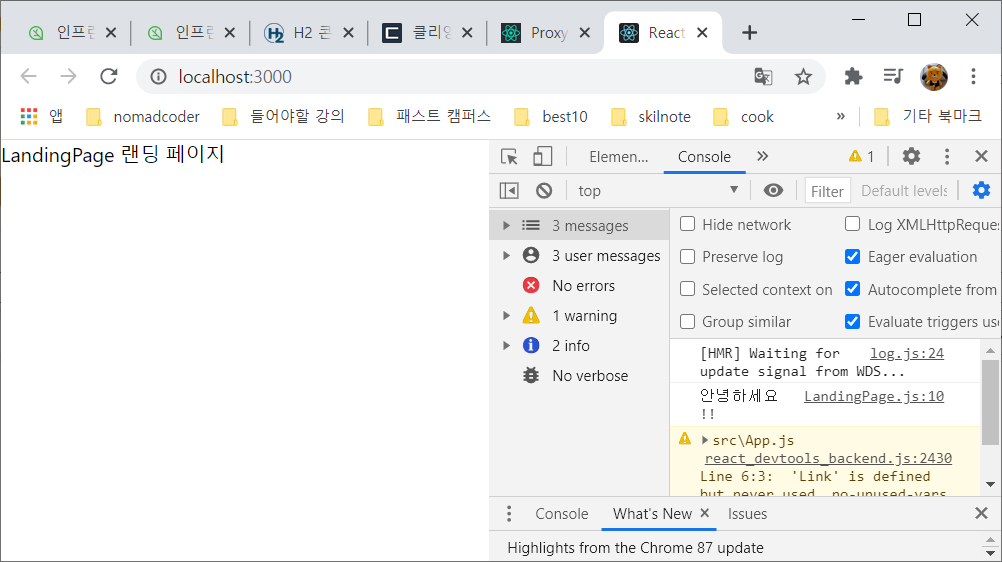 인프런
인프런
H2 콘
클리앙
Proxy
React
localhost:3000
앱
nomadcoder
들어야할 강의
패스트 캠퍼스
best10
skilnote
cook
»
기타 북마크
LandingPage 랜딩 페이지
Elemen...
Console
»
1
top
Filter
Default levels
3 messages
3 user messages
No errors
1 warning
2 info
No verbose
Hide network
Log XMLHttpReque
Preserve log
Eager evaluation
Selected context on
Autocomplete from
Group similar
Evaluate triggers us
[HMR] Waiting for log.js:24
update signal from WDS...
안녕하세요 LandingPage.js:10
!!
src\App.js
react_devtools_backend.js:2430
Line 6:3: 'Link' is defined
but never used no-unused-vars
Console
What's New
Issues
Highlights from the Chrome 87 update